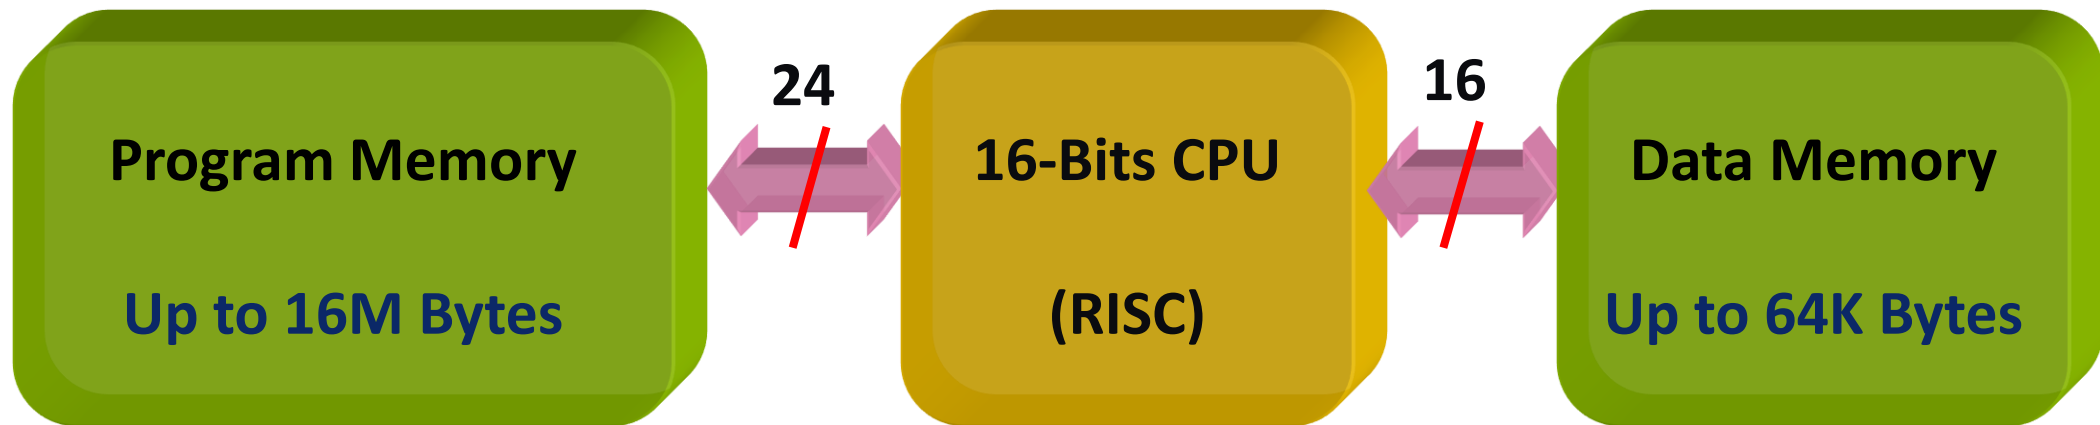 Program Memory
Up to 16M Bytes
24
16-Bits CPU
(RISC)
16
Data Memory
Up to 64K Bytes